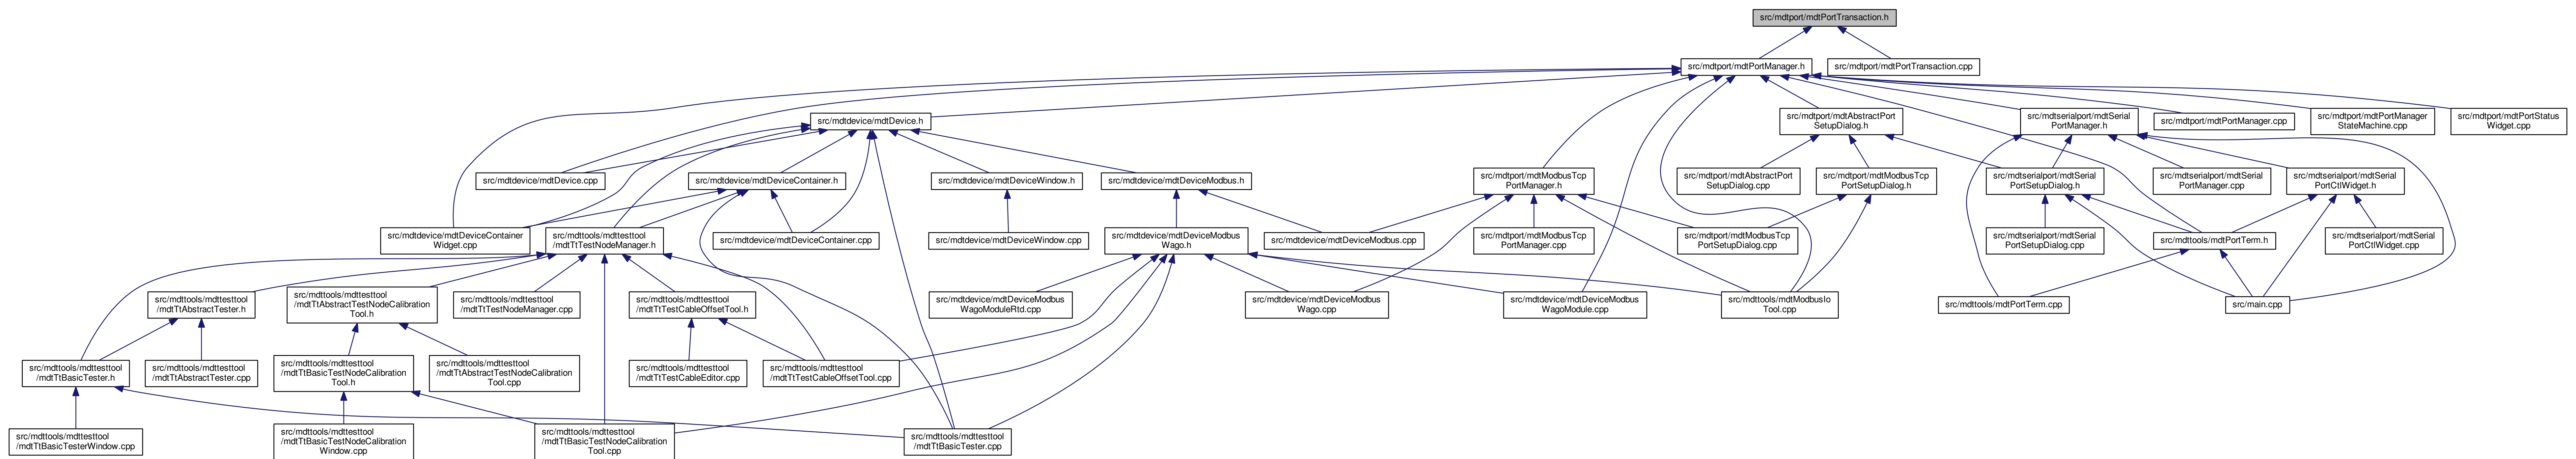 src/mdtport/mdtPortTransaction.h
src/mdtport/mdtPortManager.h
src/mdtport/mdtPortTransaction.cpp
src/mdtdevice/mdtDevice.h
src/mdtport/mdtAbstractPort
SetupDialog.h
src/mdtserialport/mdtSerial
PortManager.h
src/mdtport/mdtPortManager.cpp
src/mdtport/mdtPortManager
StateMachine.cpp
src/mdtport/mdtPortStatus
Widget.cpp
src/mdtdevice/mdtDevice.cpp
src/mdtdevice/mdtDeviceContainer.h
src/mdtdevice/mdtDeviceWindow.h
src/mdtdevice/mdtDeviceModbus.h
src/mdtport/mdtModbusTcp
PortManager.h
src/mdtport/mdtAbstractPort
SetupDialog.cpp
src/mdtport/mdtModbusTcp
PortSetupDialog.h
src/mdtserialport/mdtSerial
PortSetupDialog.h
src/mdtserialport/mdtSerial
PortManager.cpp
src/mdtserialport/mdtSerial
PortCtlWidget.h
src/mdtdevice/mdtDeviceContainer
Widget.cpp
src/mdttools/mdttesttool
/mdtTtTestNodeManager.h
src/mdtdevice/mdtDeviceContainer.cpp
src/mdtdevice/mdtDeviceWindow.cpp
src/mdtdevice/mdtDeviceModbus
Wago.h
src/mdtdevice/mdtDeviceModbus.cpp
src/mdtport/mdtModbusTcp
PortManager.cpp
src/mdtport/mdtModbusTcp
PortSetupDialog.cpp
src/mdtserialport/mdtSerial
PortSetupDialog.cpp
src/mdttools/mdtPortTerm.h
src/mdtserialport/mdtSerial
PortCtlWidget.cpp
src/mdttools/mdttesttool
/mdtTtAbstractTester.h
src/mdttools/mdttesttool
/mdtTtAbstractTestNodeCalibration
Tool.h
src/mdttools/mdttesttool
/mdtTtTestNodeManager.cpp
src/mdttools/mdttesttool
/mdtTtTestCableOffsetTool.h
src/mdtdevice/mdtDeviceModbus
WagoModuleRtd.cpp
src/mdtdevice/mdtDeviceModbus
Wago.cpp
src/mdtdevice/mdtDeviceModbus
WagoModule.cpp
src/mdttools/mdtModbusIo
Tool.cpp
src/mdttools/mdtPortTerm.cpp
src/main.cpp
src/mdttools/mdttesttool
/mdtTtBasicTester.h
src/mdttools/mdttesttool
/mdtTtAbstractTester.cpp
src/mdttools/mdttesttool
/mdtTtBasicTestNodeCalibration
Tool.h
src/mdttools/mdttesttool
/mdtTtAbstractTestNodeCalibration
Tool.cpp
src/mdttools/mdttesttool
/mdtTtTestCableEditor.cpp
src/mdttools/mdttesttool
/mdtTtTestCableOffsetTool.cpp
src/mdttools/mdttesttool
/mdtTtBasicTesterWindow.cpp
src/mdttools/mdttesttool
/mdtTtBasicTestNodeCalibration
Window.cpp
src/mdttools/mdttesttool
/mdtTtBasicTestNodeCalibration
Tool.cpp
src/mdttools/mdttesttool
/mdtTtBasicTester.cpp